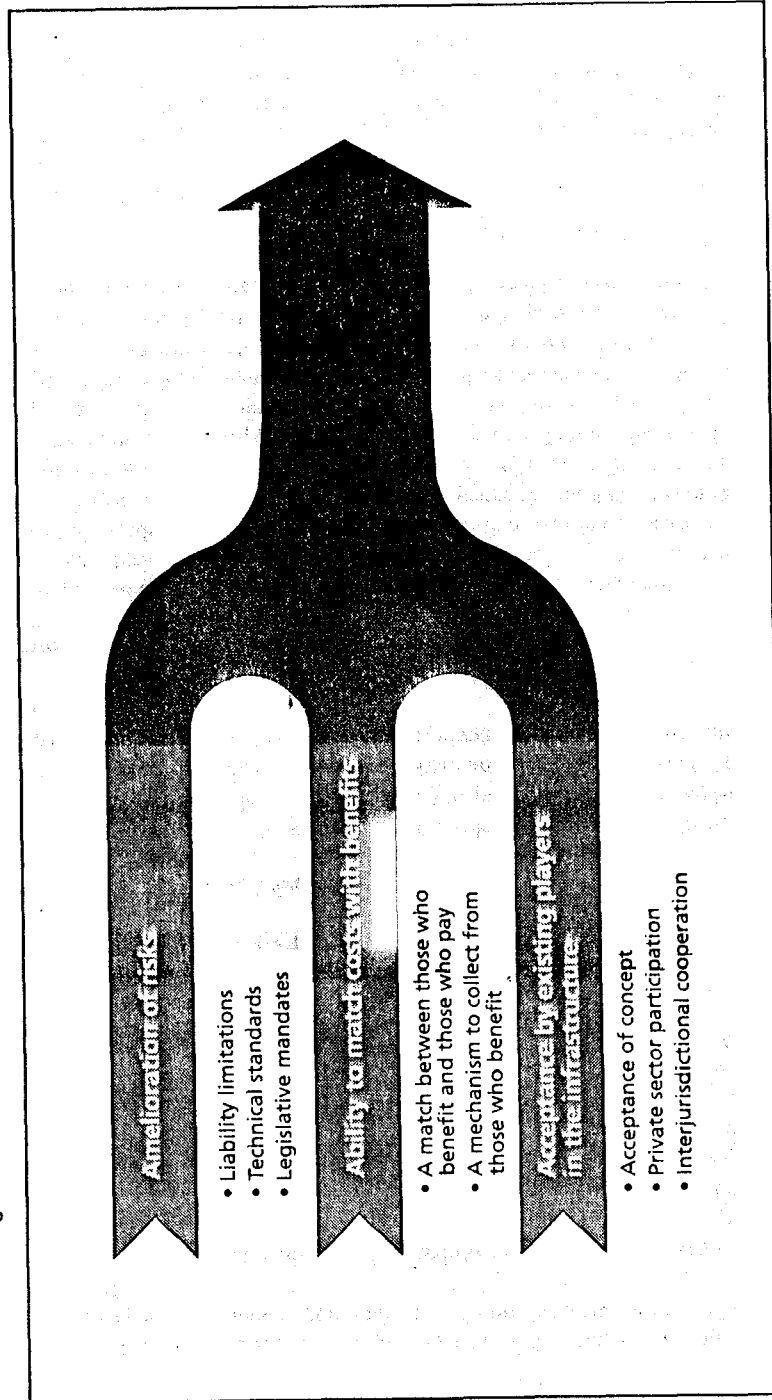 Amelioration of risks
• Liability limitations
• Technical standards
• Legislative mandates
Ability to match costs with benefits
• A match between those who
benefit and those who pay
• A mechanism to collect from
those who benefit
Acceptance by existing players
in the infrastructure
• Acceptance of concept
• Private sector participation
• Interjurisdictional cooperation